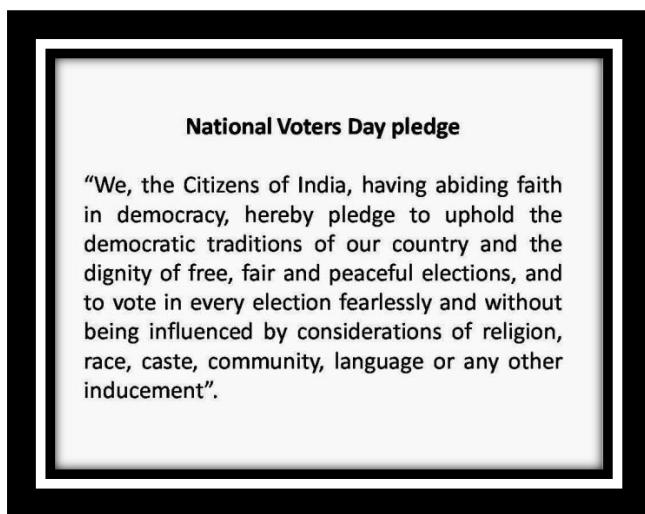 National Voters Day pledge
“We, the Citizens of India, having abiding faith
in democracy, hereby pledge to uphold the
democratic traditions of our country and the
dignity of free, fair and peaceful elections, and
to vote in every election fearlessly and without
being influenced by considerations of religion,
race, caste, community, language or any other
inducement”.